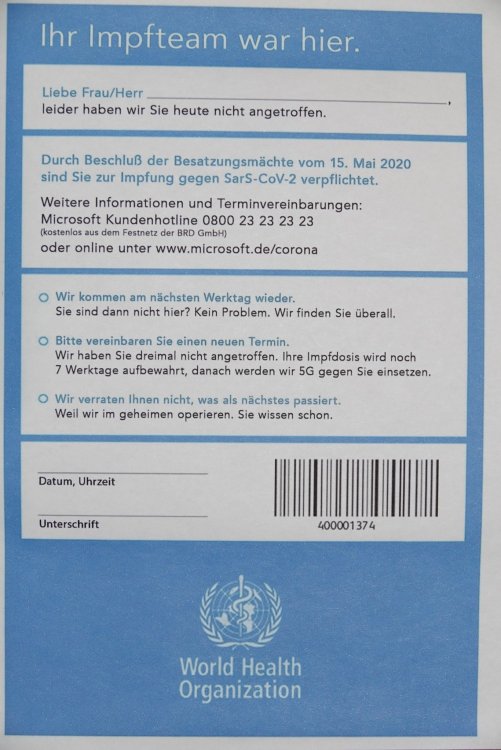 Ihr Impfteam war hier.
Liebe Frau/Herr ,
leider haben wir Sie heute nicht angetroffen.
Durch Beschluß der Besatzungsmächte vom 15. Mai 2020
sind Sie zur Impfung gegen SarS-CoV-2 verpflichtet.
Weitere Informationen und Terminvereinbarungen:
Microsoft Kundenhotline 0800 23 23 23 23
(kostenlos aus dem Festnetz der BRD GmbH)
oder online unter www.microsoft.de/corona
Wir kommen am nächsten Werktag wieder.
Sie sind dann nicht hier? Kein Problem. Wir finden Sie überall.
Bitte vereinbaren Sie einen neuen Termin.
Wir haben Sie dreimal nicht angetroffen. Ihre Impfdosis wird noch
7 Werktage aufbewahrt, danach werden wir 5G gegen Sie einsetzen.
Wir verraten Ihnen nicht, was als nächstes passiert.
Weil wir im geheimen operieren. Sie wissen schon.
Datum, Uhrzeit
Unterschrift
400001374
World Health
Organization